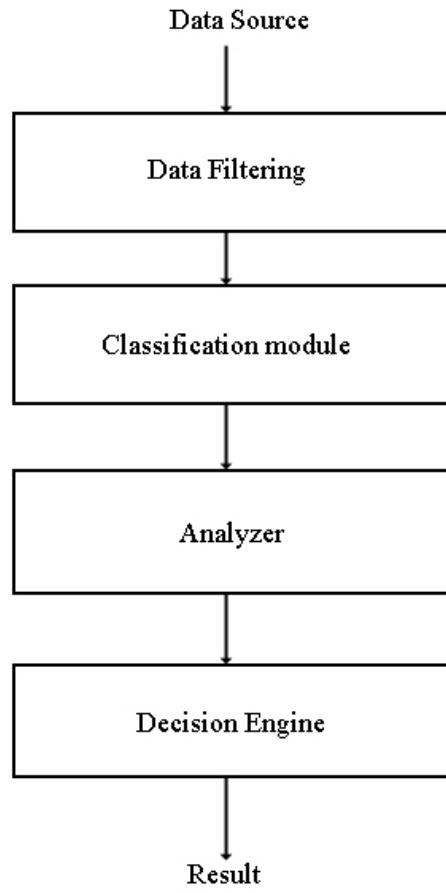 Data Source
Data Filtering
Classification module
Analyzer
Decision Engine
Result